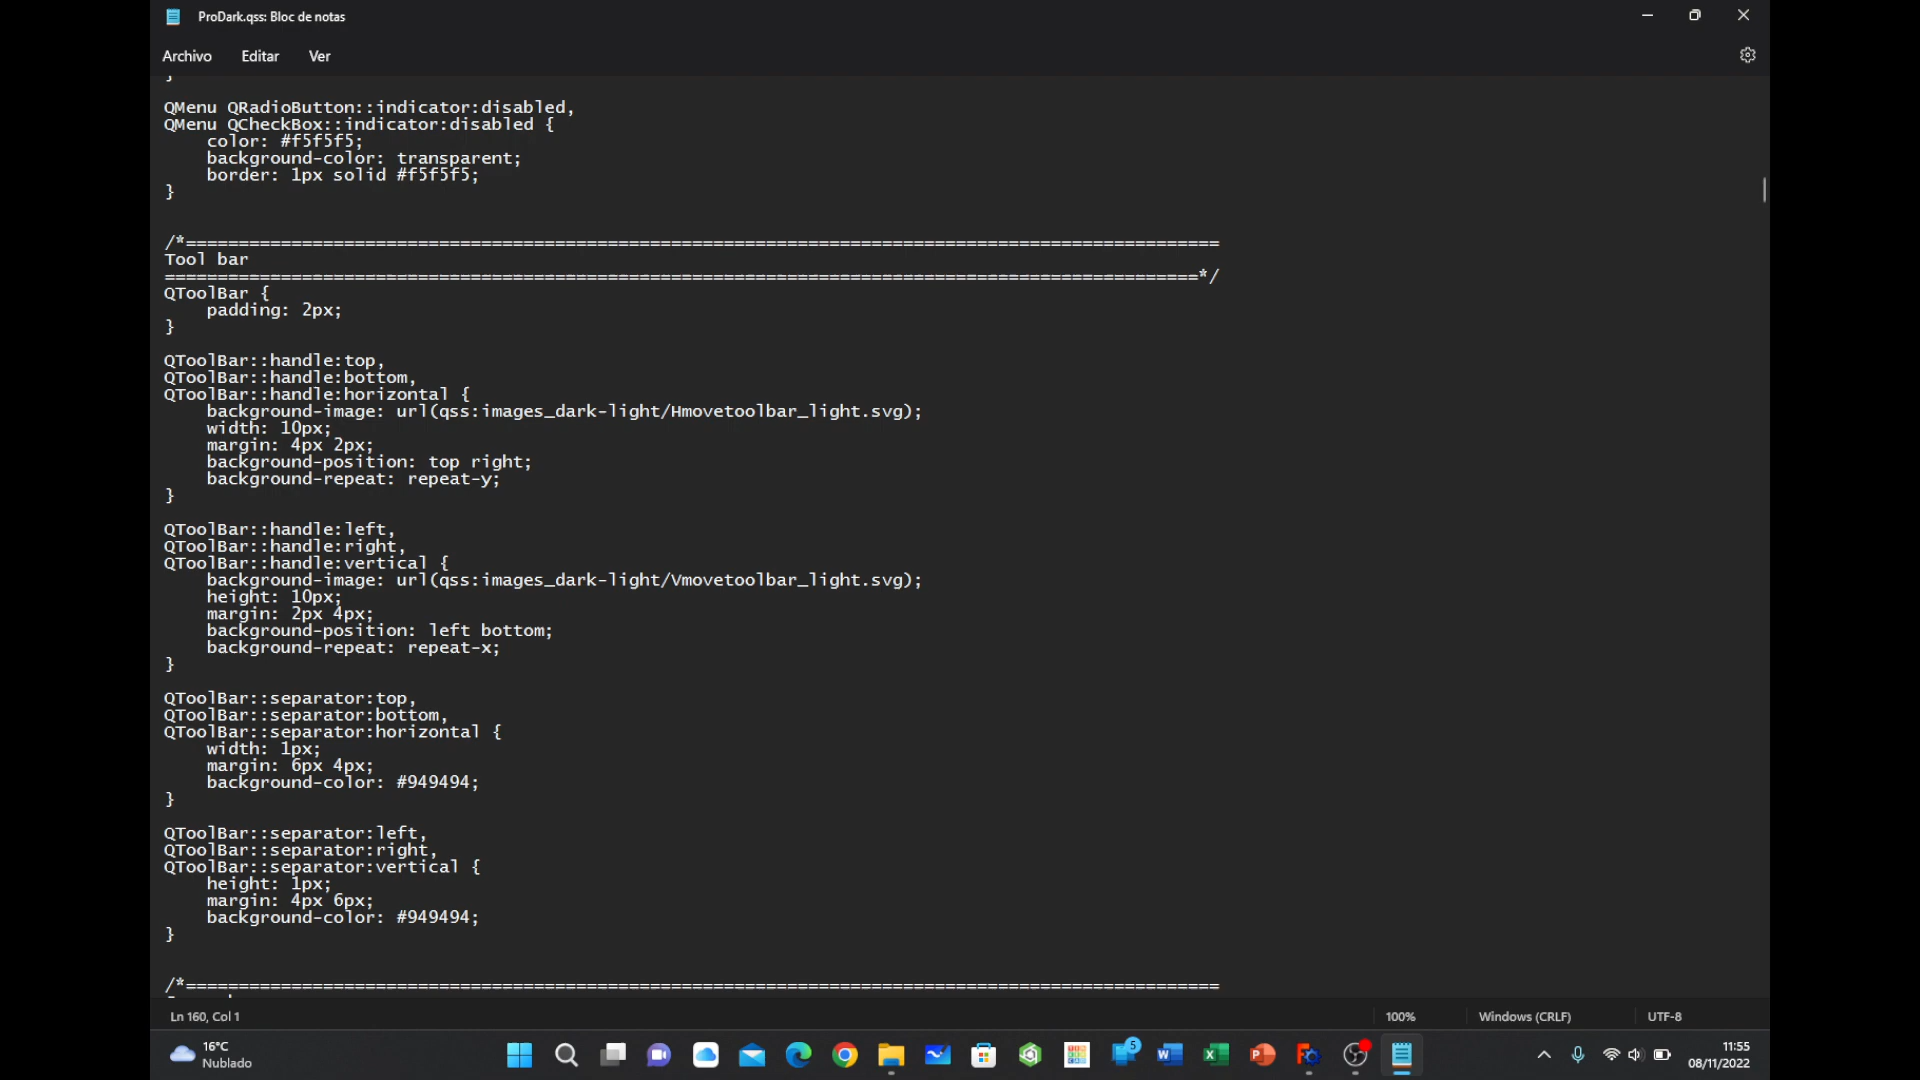 ProDark.qss: Bloc de notas
Archivo Editar Ver
}
QMenu QRadioButton::indicator:disabled,
QMenu QCheckBox::indicator:disabled {
    color: #f5f5f5;
    background-color: transparent;
    border: 1px solid #f5f5f5;
}
/*==================================================================================================
Tool bar
==================================================================================================*/
QToolBar {
    padding: 2px;
}
QToolBar::handle:top,
QToolBar::handle:bottom,
QToolBar::handle:horizontal {
    background-image: url(qss:images_dark-light/Hmovetoolbar_light.svg);
    width: 10px;
    margin: 4px 2px;
    background-position: top right;
    background-repeat: repeat-y;
}
QToolBar::handle:left,
QToolBar::handle:right,
QToolBar::handle:vertical {
    background-image: url(qss:images_dark-light/Vmovetoolbar_light.svg);
    height: 10px;
    margin: 2px 4px;
    background-position: left bottom;
    background-repeat: repeat-x;
}
QToolBar::separator:top,
QToolBar::separator:bottom,
QToolBar::separator:horizontal {
    width: 1px;
    margin: 6px 4px;
    background-color: #949494;
}
QToolBar::separator:left,
QToolBar::separator:right,
QToolBar::separator:vertical {
    height: 1px;
    margin: 4px 6px;
    background-color: #949494;
}
/*==================================================================================================
Ln 160, Col 1 100% Windows (CRLF) UTF-8
16°C
Nublado
5
11:55
08/11/2022